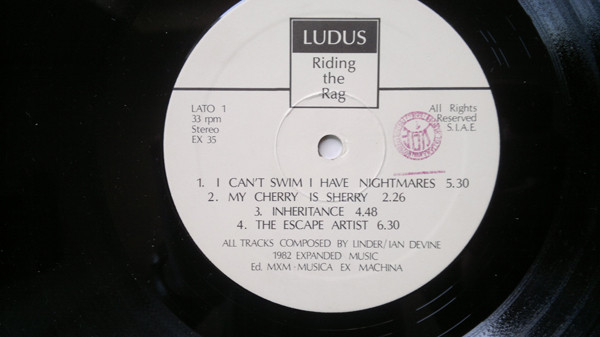 LUDUS
Riding
the
Rag
LATO 1
33 rpm
Stereo
EX 35
All Rights
Reserved
S.I.A.E.
1. I CAN'T SWIM I HAVE NIGHTMARES 5.30
2. MY CHERRY IS SHERRY 2.26
3. INHERITANCE 4.48
4. THE ESCAPE ARTIST 6.30
ALL TRACKS COMPOSED BY LINDER/IAN DEVINE
1982 EXPANDED MUSIC
Ed. MXM·MUSICA EX MACHINA